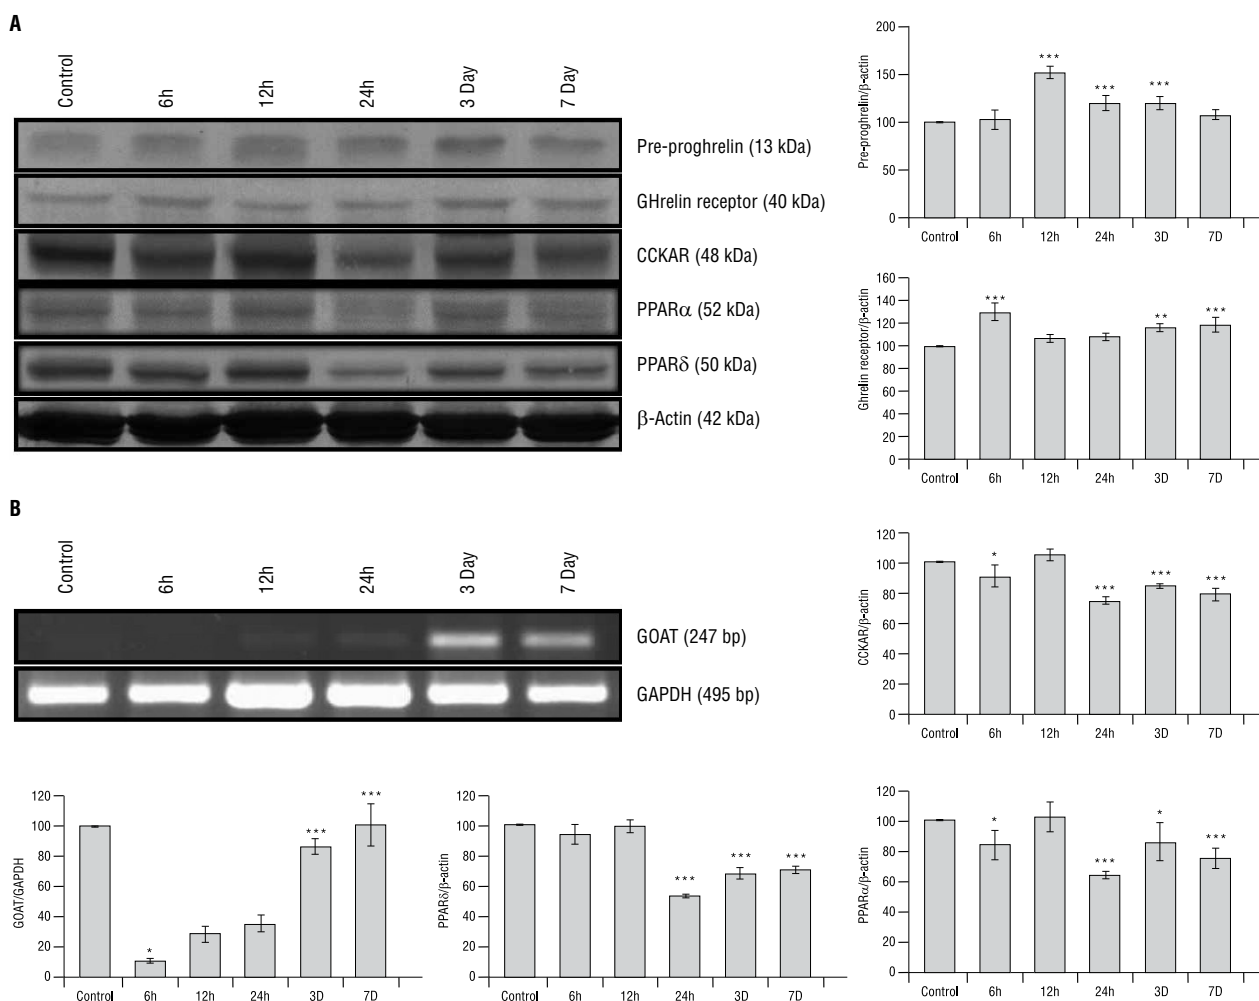 A
Control
6h
12h
24h
3 Day
7 Day
Pre-proghrelin (13 kDa)
GHrelin receptor (40 kDa)
CCKAR (48 kDa)
PPARα (52 kDa)
PPARδ (50 kDa)
β-Actin (42 kDa)
Pre-proghrelin/β-actin
200
150
100
50
0
***
***
***
Control 6h 12h 24h 3D 7D
Ghrelin receptor/β-actin
160
140
120
100
80
60
40
20
0
***
**
***
Control 6h 12h 24h 3D 7D
B
Control
6h
12h
24h
3 Day
7 Day
GOAT (247 bp)
GAPDH (495 bp)
CCKAR/β-actin
120
100
80
60
40
20
0
*
***
***
***
Control 6h 12h 24h 3D 7D
GOAT/GAPDH
120
100
80
60
40
20
0
*
***
***
Control 6h 12h 24h 3D 7D
PPARδ/β-actin
120
100
80
60
40
20
0
***
***
***
Control 6h 12h 24h 3D 7D
PPARα/β-actin
120
100
80
60
40
20
0
*
***
*
***
Control 6h 12h 24h 3D 7D